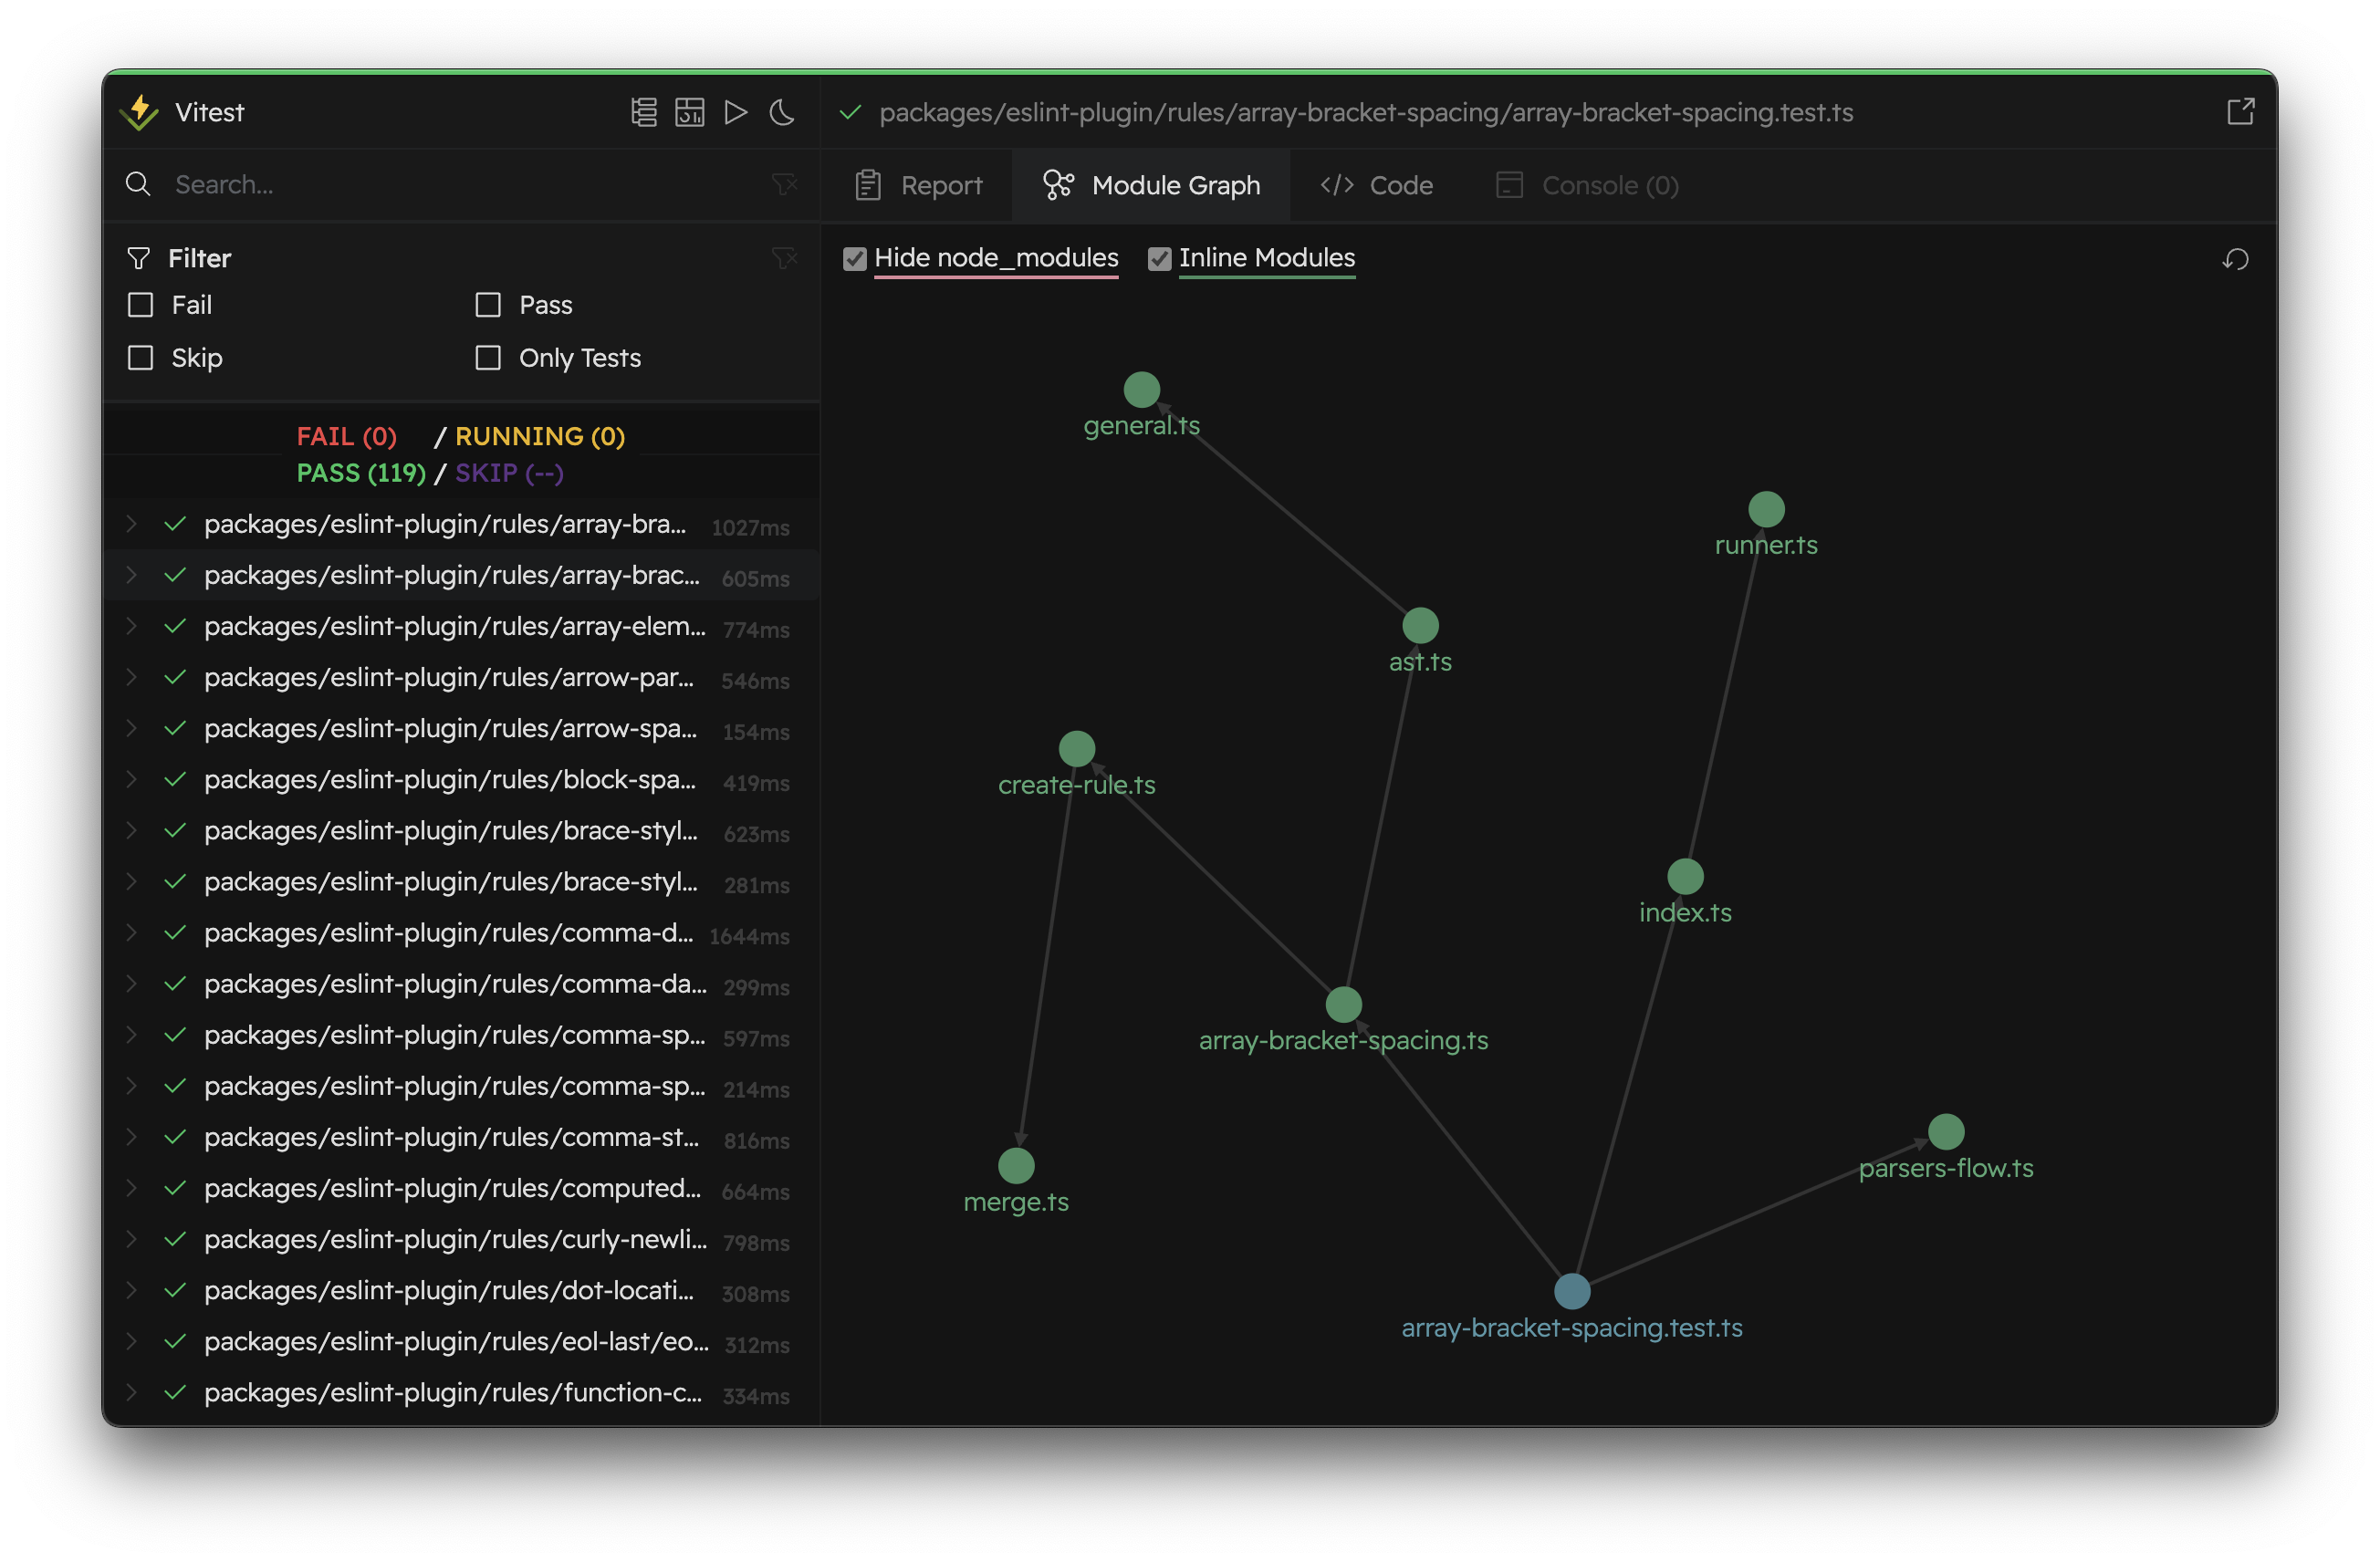 Vitest
Search...
Filter
Fail
Pass
Skip
Only Tests
FAIL (0) / RUNNING (0)
PASS (119) / SKIP (--)
packages/eslint-plugin/rules/array-bra... 1027ms
packages/eslint-plugin/rules/array-brac... 605ms
packages/eslint-plugin/rules/array-elem... 774ms
packages/eslint-plugin/rules/arrow-par... 546ms
packages/eslint-plugin/rules/arrow-spa... 154ms
packages/eslint-plugin/rules/block-spa... 419ms
packages/eslint-plugin/rules/brace-styl... 623ms
packages/eslint-plugin/rules/brace-styl... 281ms
packages/eslint-plugin/rules/comma-d... 1644ms
packages/eslint-plugin/rules/comma-da... 299ms
packages/eslint-plugin/rules/comma-sp... 597ms
packages/eslint-plugin/rules/comma-sp... 214ms
packages/eslint-plugin/rules/comma-st... 816ms
packages/eslint-plugin/rules/computed... 664ms
packages/eslint-plugin/rules/curly-newli... 798ms
packages/eslint-plugin/rules/dot-locati... 308ms
packages/eslint-plugin/rules/eol-last/eo... 312ms
packages/eslint-plugin/rules/function-c... 334ms
packages/eslint-plugin/rules/array-bracket-spacing/array-bracket-spacing.test.ts
Report
Module Graph
Code
Console (0)
Hide node_modules
Inline Modules
general.ts
runner.ts
ast.ts
create-rule.ts
index.ts
array-bracket-spacing.ts
parsers-flow.ts
merge.ts
array-bracket-spacing.test.ts